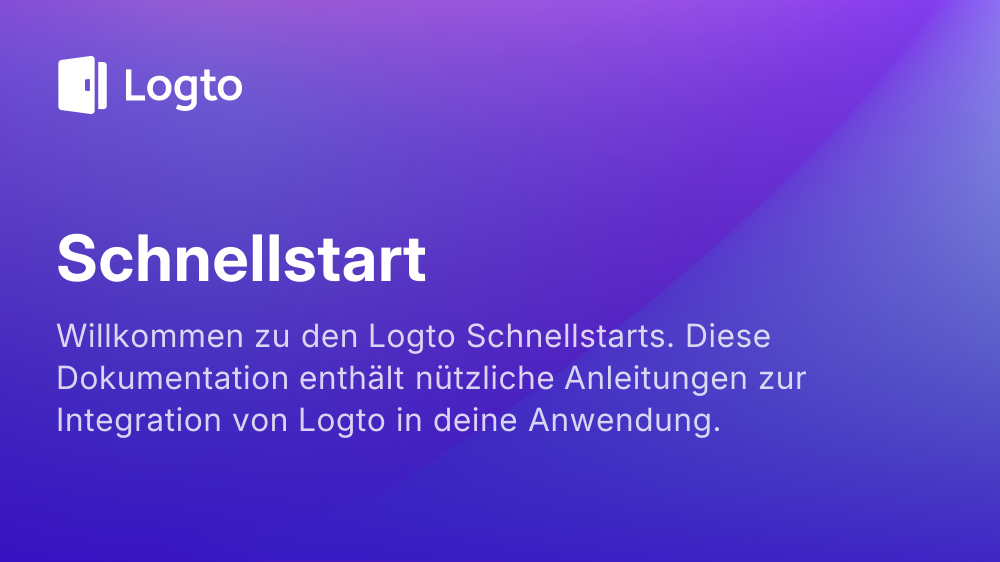 Logto
Schnellstart
Willkommen zu den Logto Schnellstarts. Diese
Dokumentation enthält nützliche Anleitungen zur
Integration von Logto in deine Anwendung.